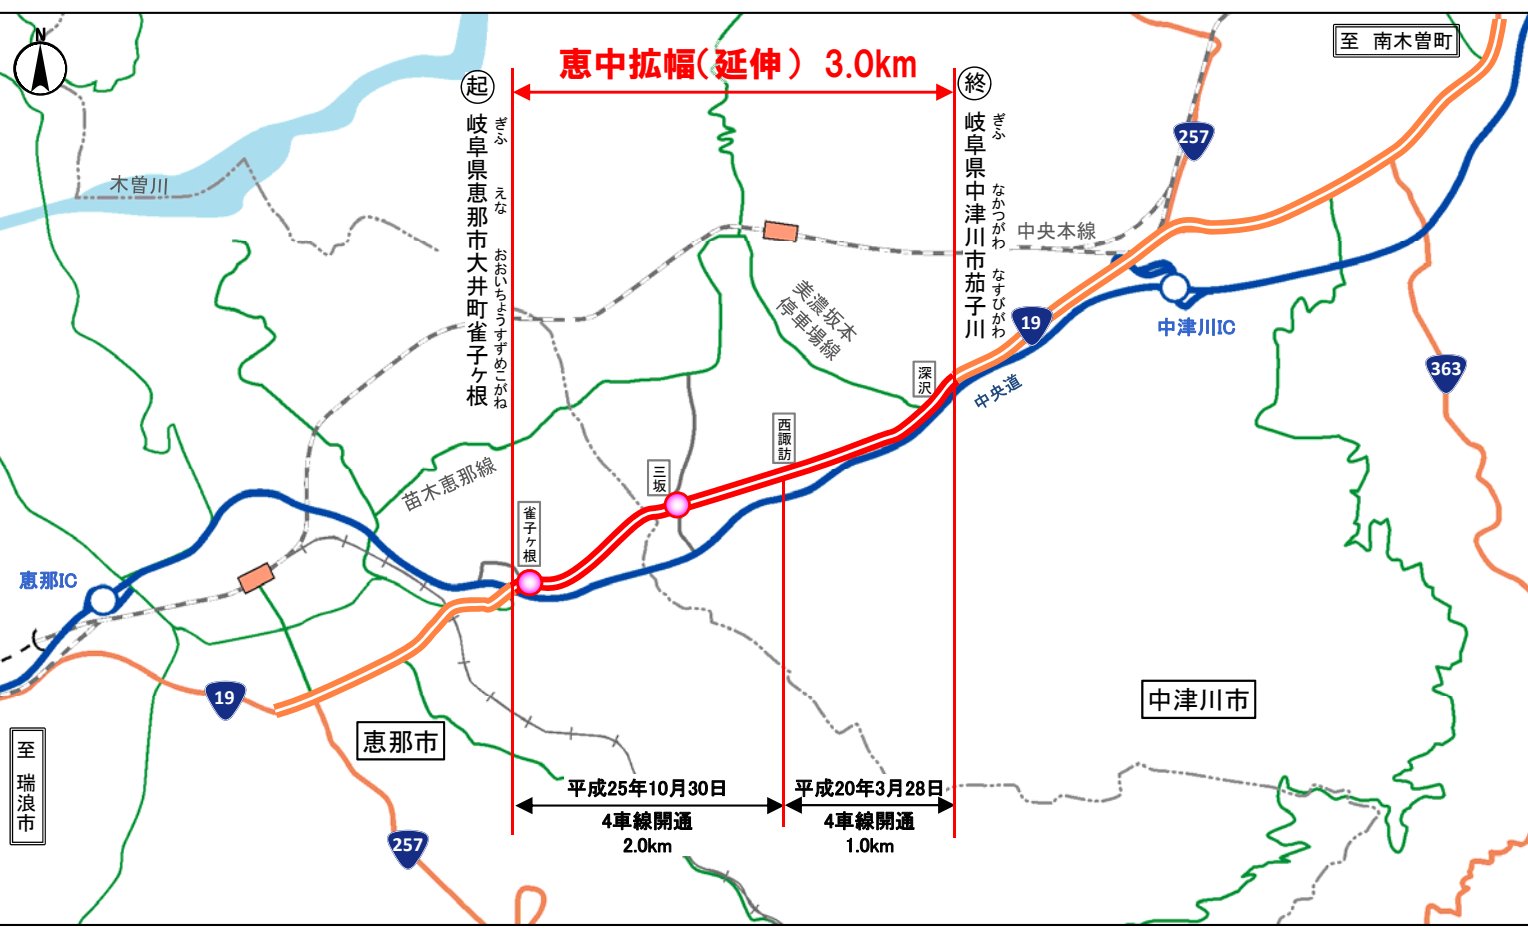 N
恵中拡幅(延伸) 3.0km
至 南木曽町
起
岐阜県恵那市大井町雀子ヶ根
ぎふ
えな
おおいちょうすずめこがね
終
岐阜県中津川市茄子川
ぎふ
なかつがわ
なすびがわ
257
木曽川
中央本線
美濃坂本
停車場線
19
中津川IC
363
深沢
中央道
西諏訪
三坂
苗木恵那線
雀子ヶ根
恵那IC
19
中津川市
恵那市
至 瑞浪市
平成25年10月30日
4車線開通
2.0km
平成20年3月28日
4車線開通
1.0km
257